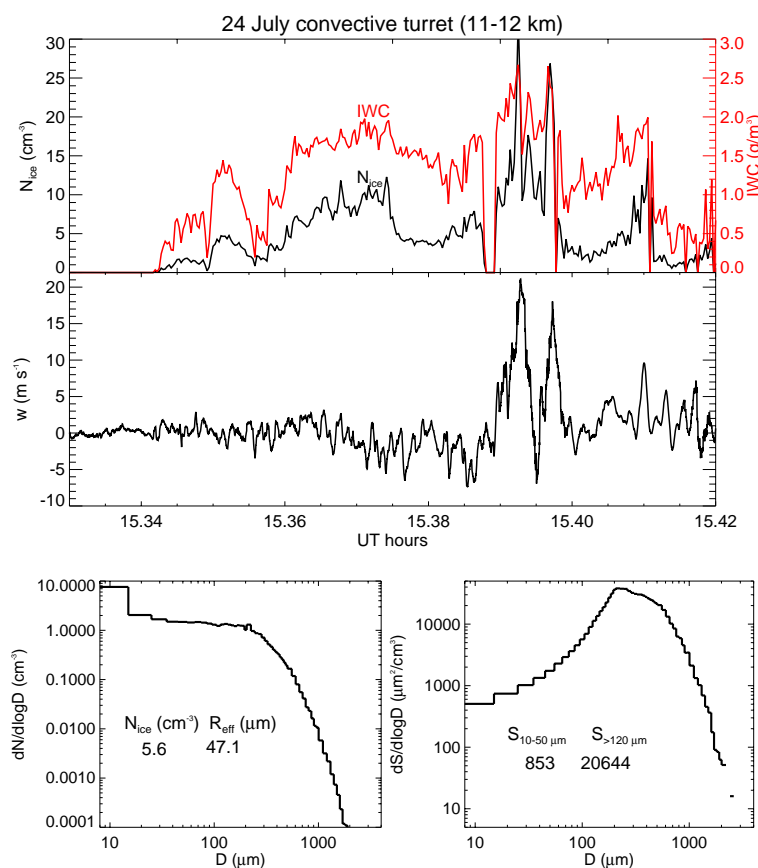 24 July convective turret (11-12 km)
30
25
20
15
10
5
0
N_ice (cm⁻³)
IWC
N_ice
3.0
2.5
2.0
1.5
1.0
0.5
0.0
IWC (g/m³)
20
15
10
5
0
-5
-10
w (m s⁻¹)
15.34 15.36 15.38 15.40 15.42
UT hours
10.0000
1.0000
0.1000
0.0100
0.0010
0.0001
dN/dlogD (cm⁻³)
N_ice (cm⁻³) R_eff (μm)
5.6 47.1
10 100 1000
D (μm)
10000
1000
100
10
dS/dlogD (μm²/cm³)
S_10-50 μm S_>120 μm
853 20644
10 100 1000
D (μm)